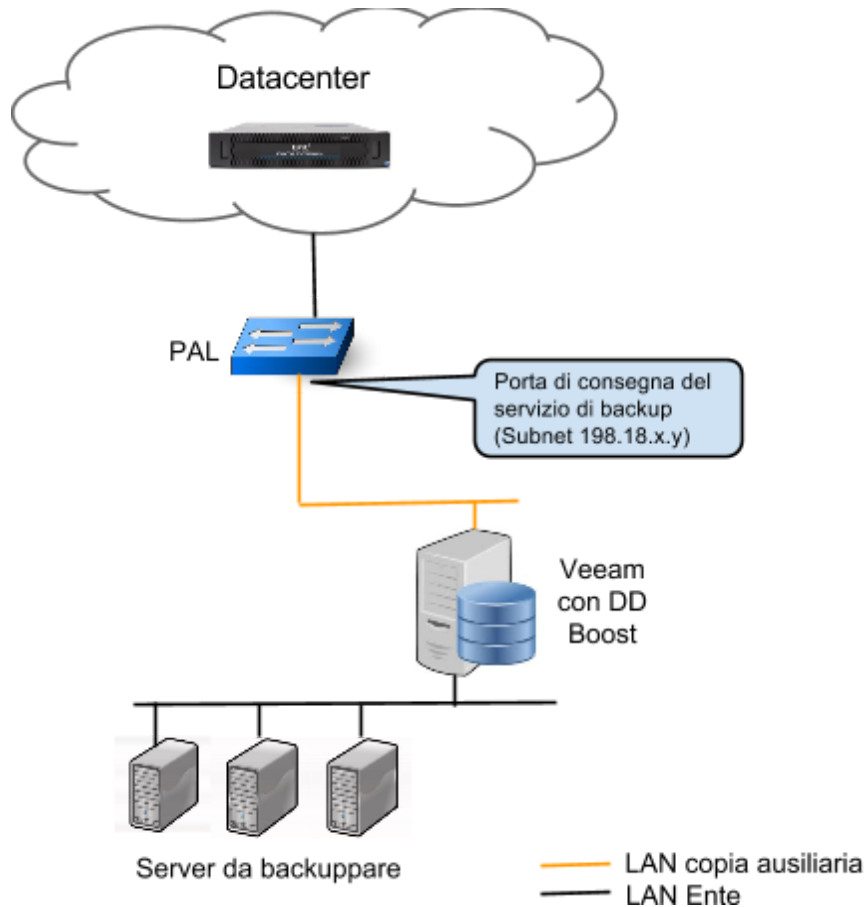 Datacenter
PAL
Porta di consegna del
servizio di backup
(Subnet 198.18.x.y)
Veeam
con DD
Boost
Server da backuppare
LAN copia ausiliaria
LAN Ente